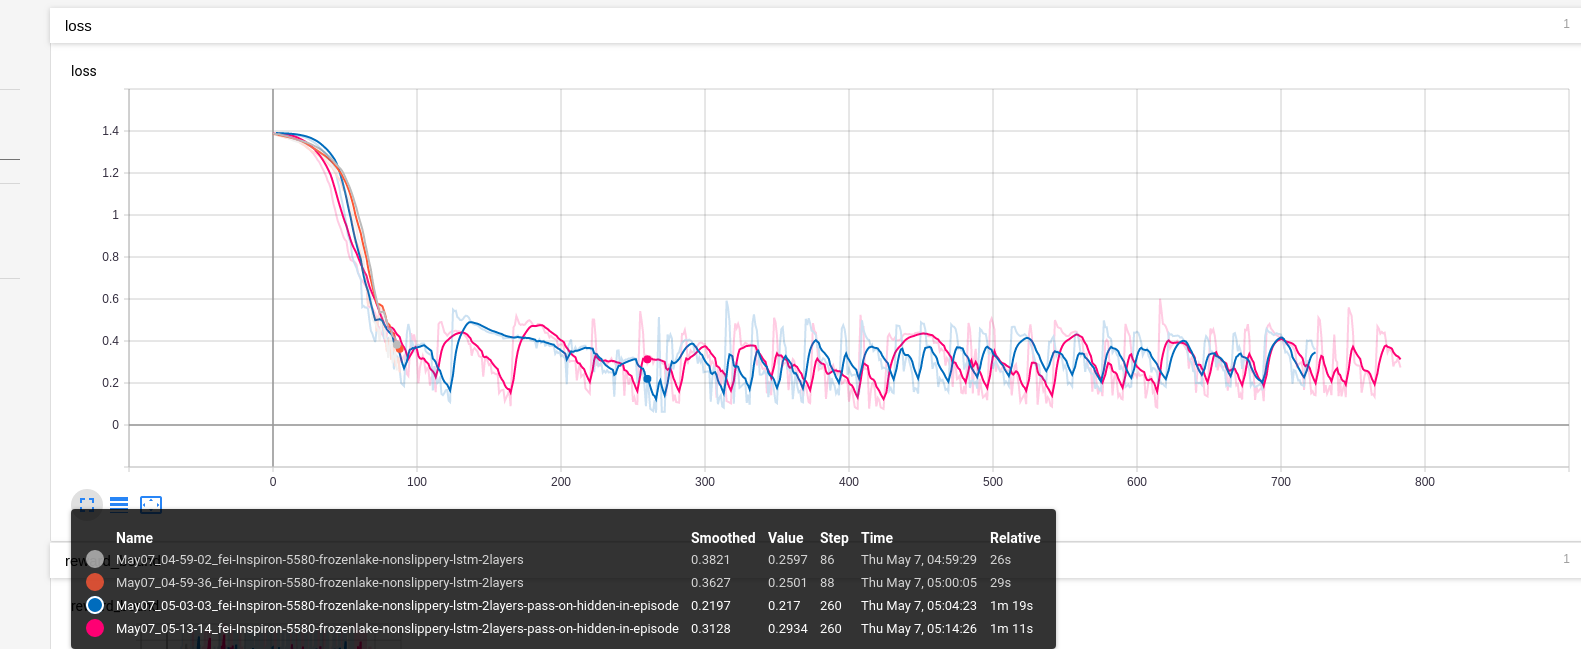 loss 1
loss
1.4
1.2
1
0.8
0.6
0.4
0.2
0
0 100 200 300 400 500 600 700 800
Name Smoothed Value Step Time Relative
May07_04-59-02_fei-Inspiron-5580-frozenlake-nonslippery-lstm-2layers 0.3821 0.2597 86 Thu May 7, 04:59:29 26s
May07_04-59-36_fei-Inspiron-5580-frozenlake-nonslippery-lstm-2layers 0.3627 0.2501 88 Thu May 7, 05:00:05 29s
May07_05-03-03_fei-Inspiron-5580-frozenlake-nonslippery-lstm-2layers-pass-on-hidden-in-episode 0.2197 0.217 260 Thu May 7, 05:04:23 1m 19s
May07_05-13-14_fei-Inspiron-5580-frozenlake-nonslippery-lstm-2layers-pass-on-hidden-in-episode 0.3128 0.2934 260 Thu May 7, 05:14:26 1m 11s
1